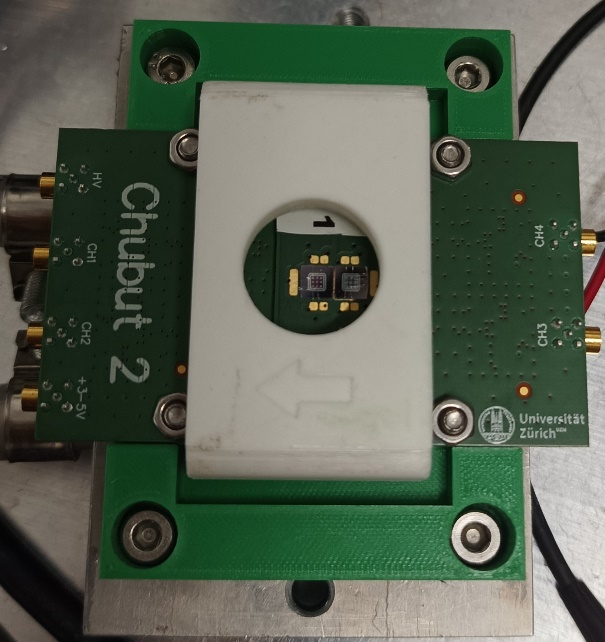 HV
CH1
CH2
+3-5V
Chubut 2
1
CH4
CH3
Universität
Zürich